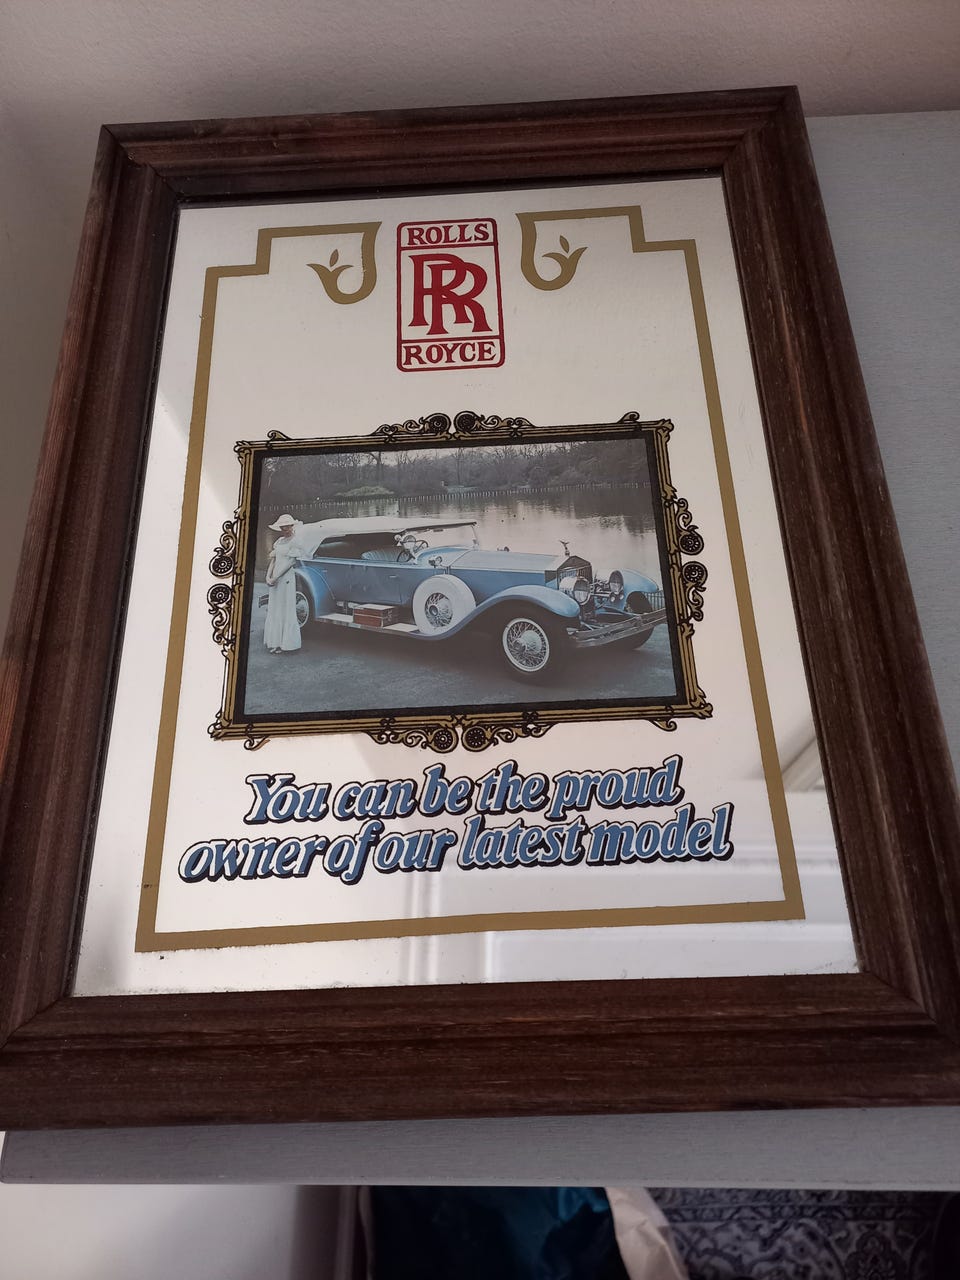 ROLLS
RR
ROYCE
You can be the proud
owner of our latest model